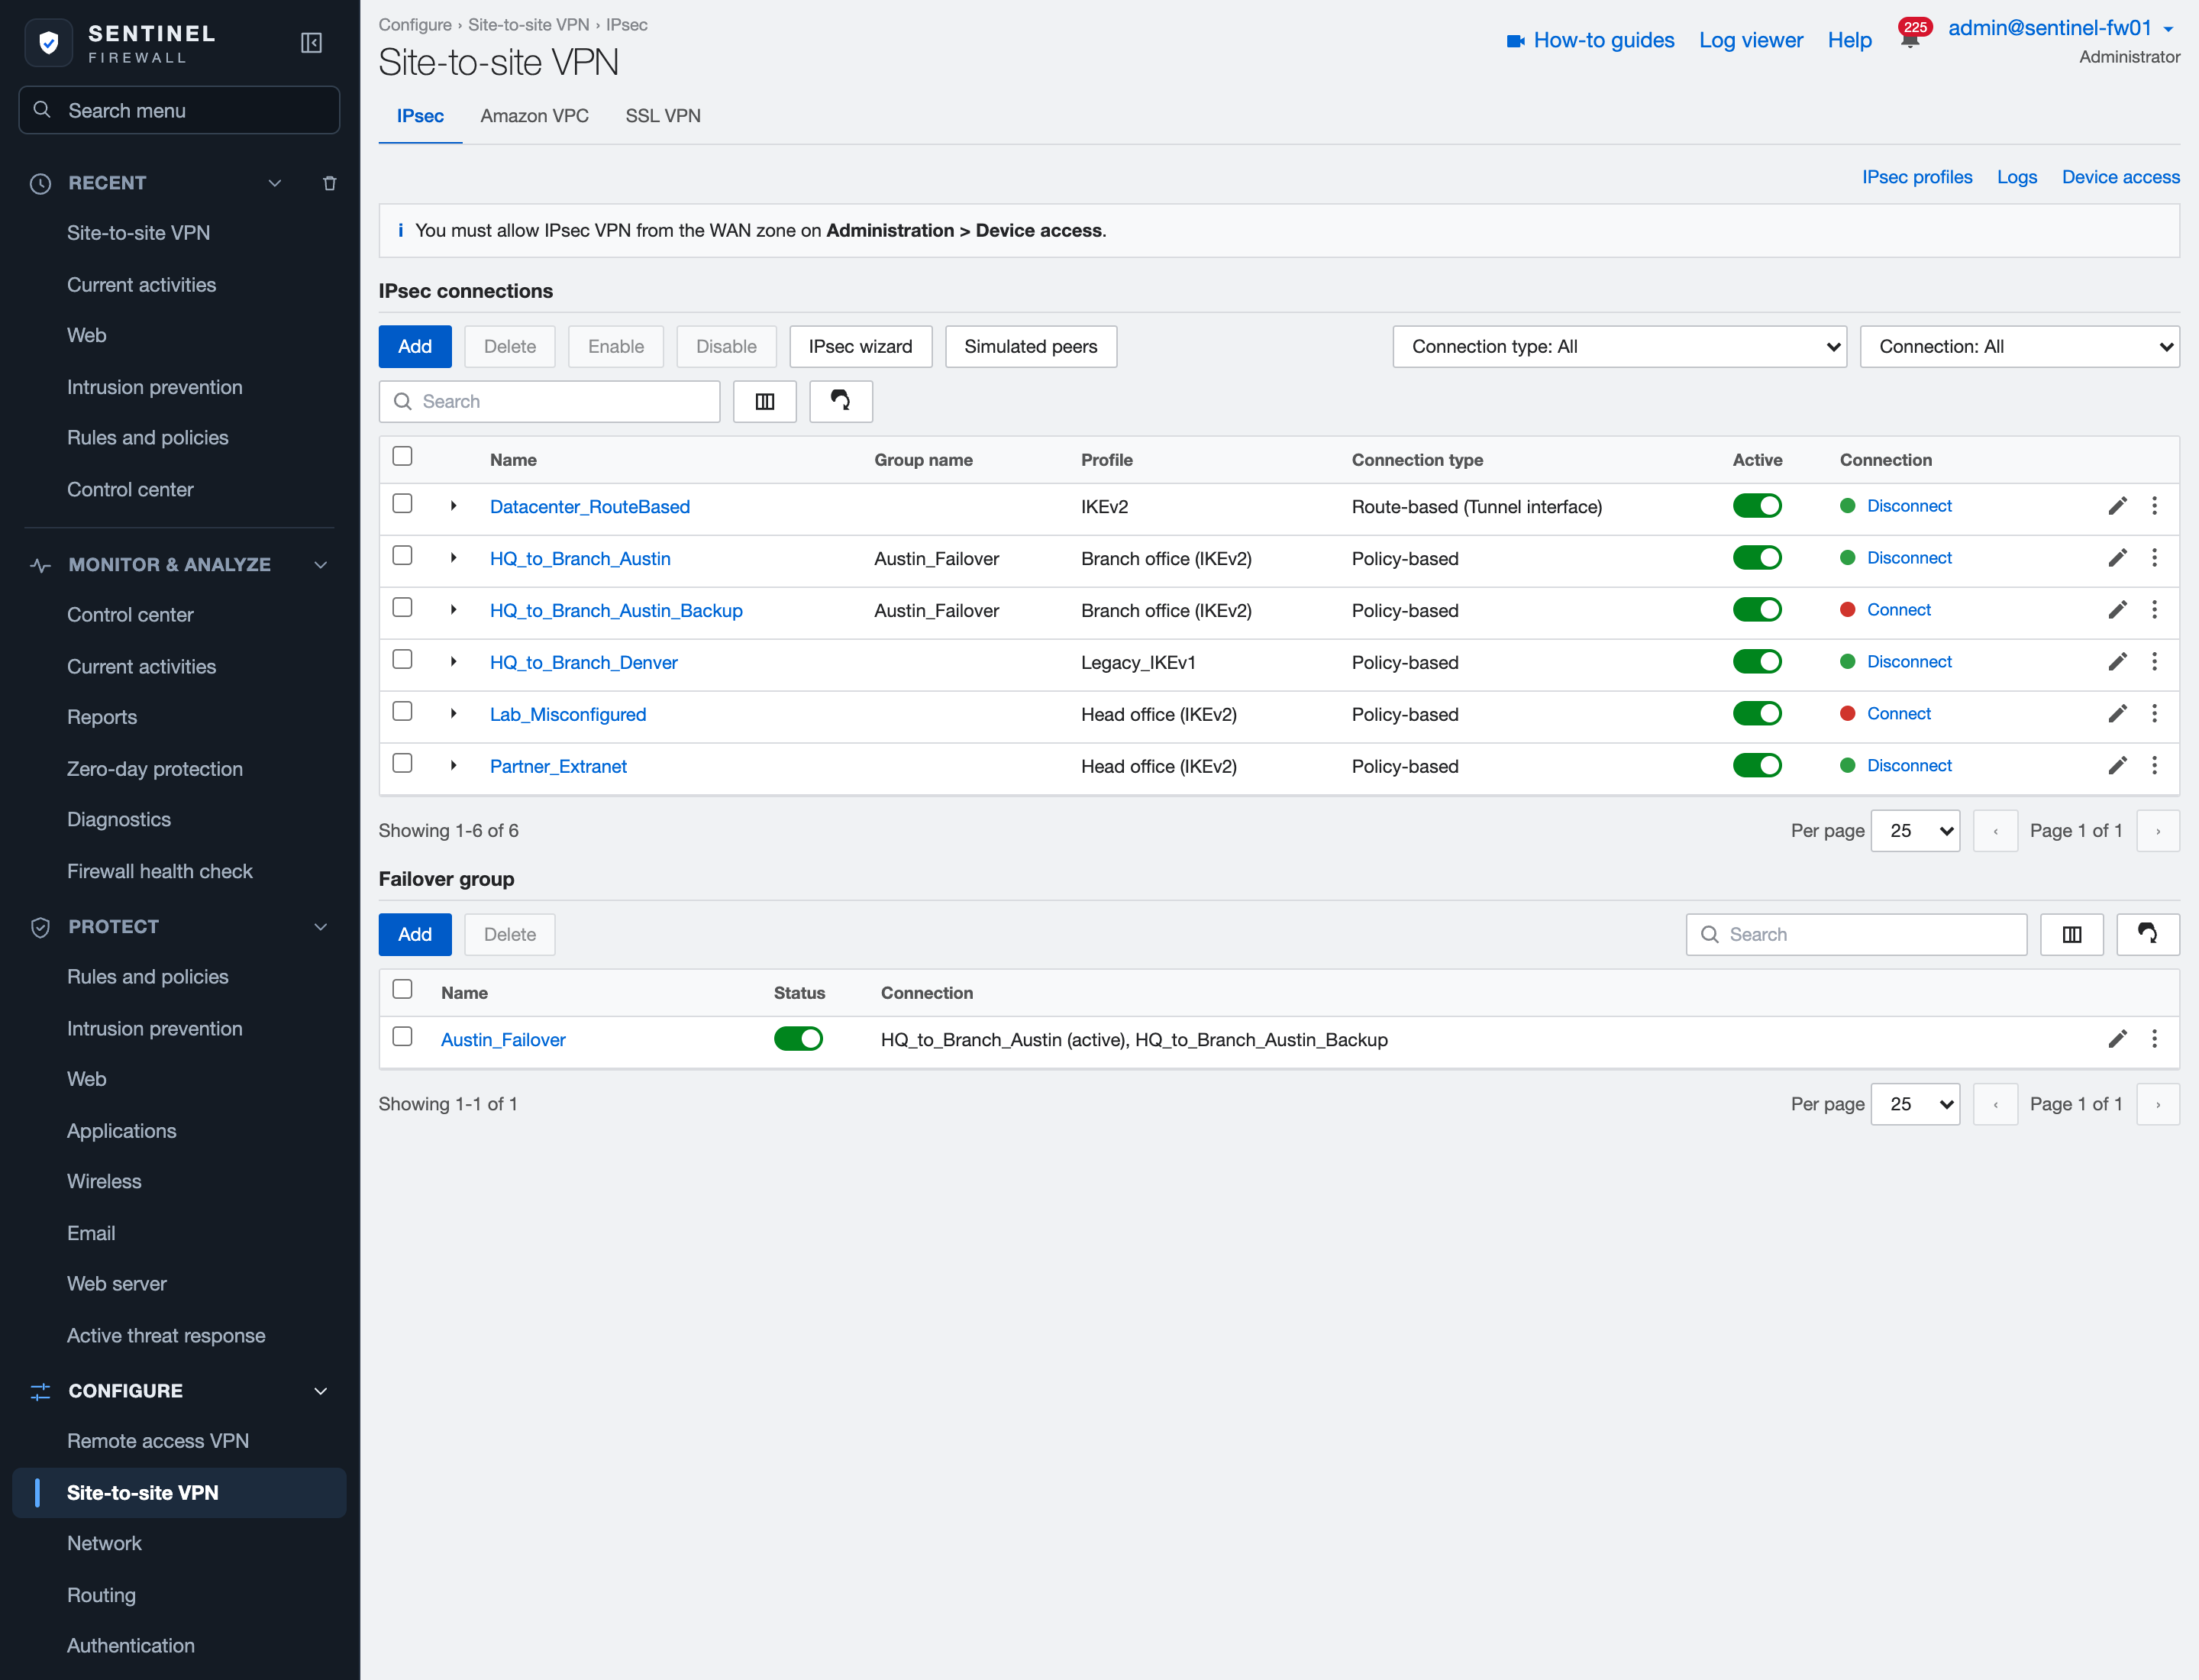 SENTINEL
FIREWALL
Search menu
RECENT
Site-to-site VPN
Current activities
Web
Intrusion prevention
Rules and policies
Control center
MONITOR & ANALYZE
Control center
Current activities
Reports
Zero-day protection
Diagnostics
Firewall health check
PROTECT
Rules and policies
Intrusion prevention
Web
Applications
Wireless
Email
Web server
Active threat response
CONFIGURE
Remote access VPN
Site-to-site VPN
Network
Routing
Authentication
Configure › Site-to-site VPN › IPsec
Site-to-site VPN
How-to guides Log viewer Help 225 admin@sentinel-fw01
Administrator
IPsec Amazon VPC SSL VPN
IPsec profiles Logs Device access
i You must allow IPsec VPN from the WAN zone on Administration > Device access.
IPsec connections
Add Delete Enable Disable IPsec wizard Simulated peers Connection type: All Connection: All
Search
Name Group name Profile Connection type Active Connection
Datacenter_RouteBased IKEv2 Route-based (Tunnel interface) Disconnect
HQ_to_Branch_Austin Austin_Failover Branch office (IKEv2) Policy-based Disconnect
HQ_to_Branch_Austin_Backup Austin_Failover Branch office (IKEv2) Policy-based Connect
HQ_to_Branch_Denver Legacy_IKEv1 Policy-based Disconnect
Lab_Misconfigured Head office (IKEv2) Policy-based Connect
Partner_Extranet Head office (IKEv2) Policy-based Disconnect
Showing 1-6 of 6 Per page 25 ‹ Page 1 of 1 ›
Failover group
Add Delete Search
Name Status Connection
Austin_Failover HQ_to_Branch_Austin (active), HQ_to_Branch_Austin_Backup
Showing 1-1 of 1 Per page 25 ‹ Page 1 of 1 ›